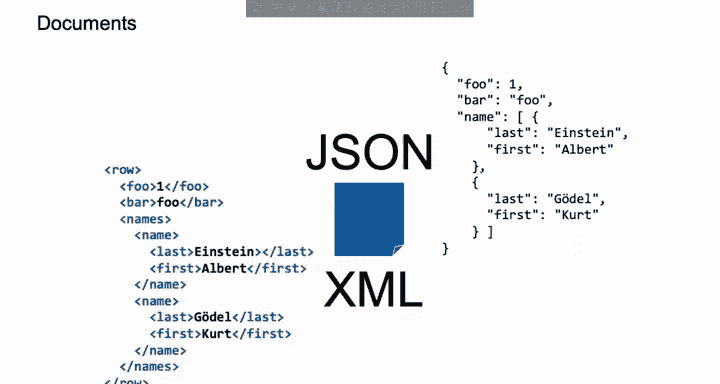 Documents
<row>
<foo>1</foo>
<bar>foo</bar>
<names>
<name>
<last>Einstein></last>
<first>Albert</first>
</name>
<name>
<last>Gödel</last>
<first>Kurt</first>
</name>
</names>
</row>
JSON
XML
{
"foo": 1,
"bar": "foo",
"name": [ {
"last": "Einstein",
"first": "Albert"
},
{
"last": "Gödel",
"first": "Kurt"
} ]
}